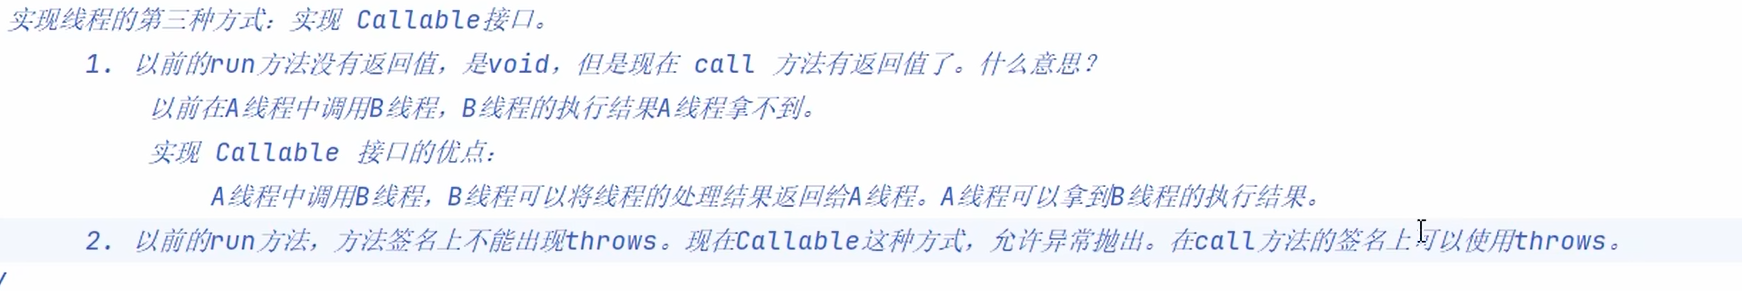 实现线程的第三种方式：实现 Callable接口。
1. 以前的run方法没有返回值，是void，但是现在 call 方法有返回值了。什么意思？
以前在A线程中调用B线程，B线程的执行结果A线程拿不到。
实现 Callable 接口的优点：
A线程中调用B线程，B线程可以将线程的处理结果返回给A线程。A线程可以拿到B线程的执行结果。
2. 以前的run方法，方法签名上不能出现throws。现在Callable这种方式，允许异常抛出。在call方法的签名上可以使用throws。
/